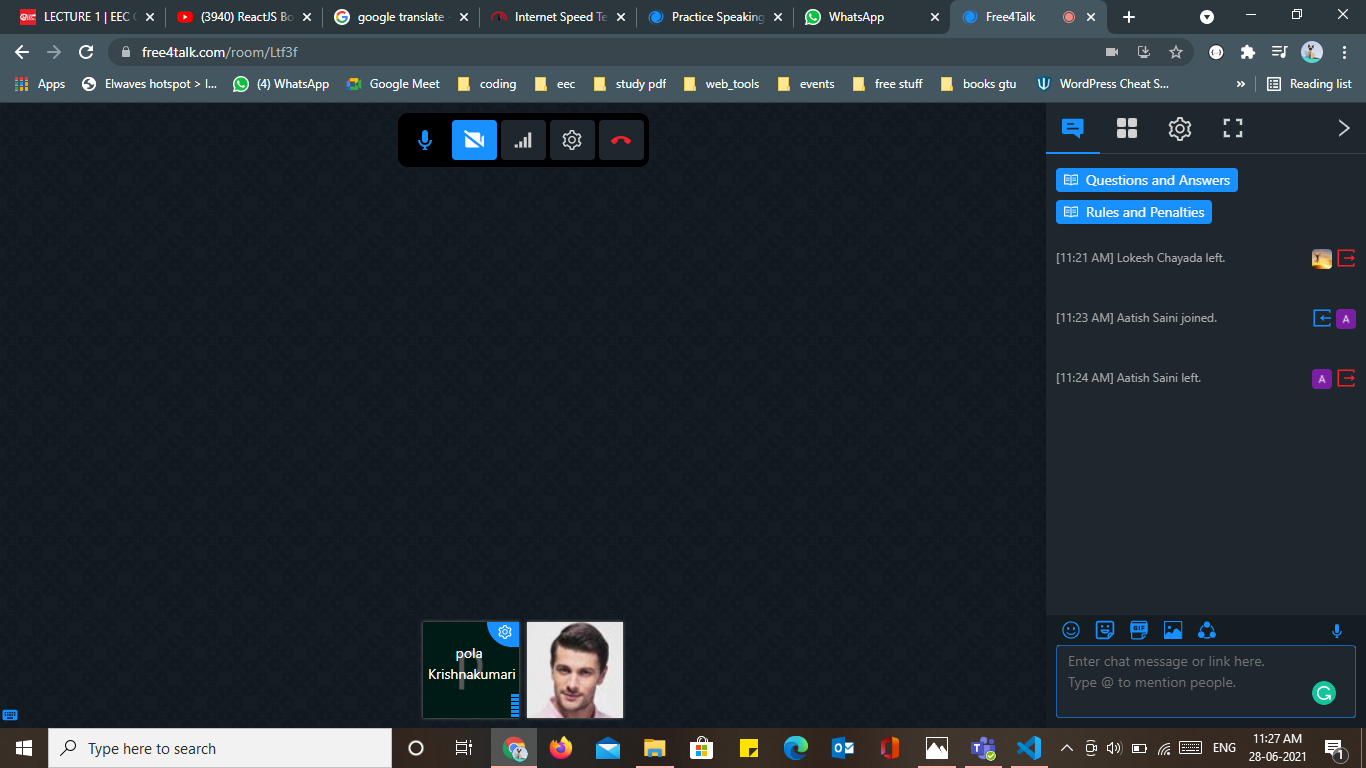 LECTURE 1 | EEC
(3940) ReactJS Bo
google translate
Internet Speed Te
Practice Speaking
WhatsApp
Free4Talk
free4talk.com/room/Ltf3f
Apps
Elwaves hotspot > l...
(4) WhatsApp
Google Meet
coding
eec
study pdf
web_tools
events
free stuff
books gtu
WordPress Cheat S...
»
Reading list
Questions and Answers
Rules and Penalties
[11:21 AM] Lokesh Chayada left.
[11:23 AM] Aatish Saini joined.
A
[11:24 AM] Aatish Saini left.
A
pola
Krishnakumari
GIF
Enter chat message or link here.
Type @ to mention people.
Type here to search
ENG
11:27 AM
28-06-2021
1